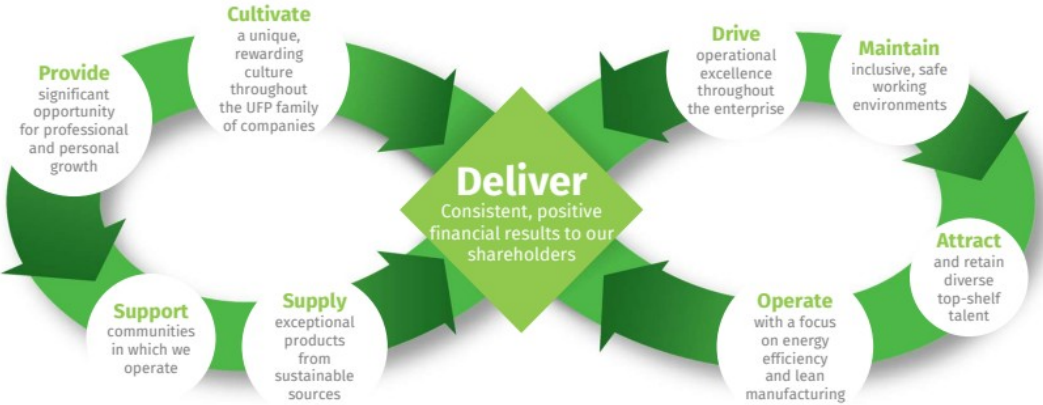 Cultivate
a unique,
rewarding
culture
throughout
the UFP family
of companies
Provide
significant
opportunity
for professional
and personal
growth
Support
communities
in which we
operate
Supply
exceptional
products
from
sustainable
sources
Deliver
Consistent, positive
financial results to our
shareholders
Drive
operational
excellence
throughout
the enterprise
Maintain
inclusive, safe
working
environments
Attract
and retain
diverse
top-shelf
talent
Operate
with a focus
on energy
efficiency
and lean
manufacturing